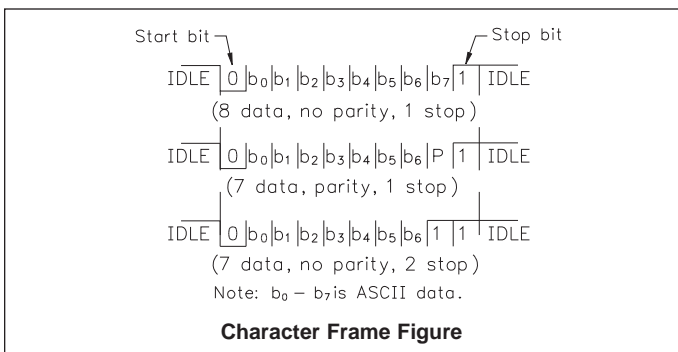 Start bit Stop bit
IDLE 0 b₀ b₁ b₂ b₃ b₄ b₅ b₆ b₇ 1 IDLE
(8 data, no parity, 1 stop)
IDLE 0 b₀ b₁ b₂ b₃ b₄ b₅ b₆ P 1 IDLE
(7 data, parity, 1 stop)
IDLE 0 b₀ b₁ b₂ b₃ b₄ b₅ b₆ 1 1 IDLE
(7 data, no parity, 2 stop)
Note: b₀ – b₇ is ASCII data.
Character Frame Figure